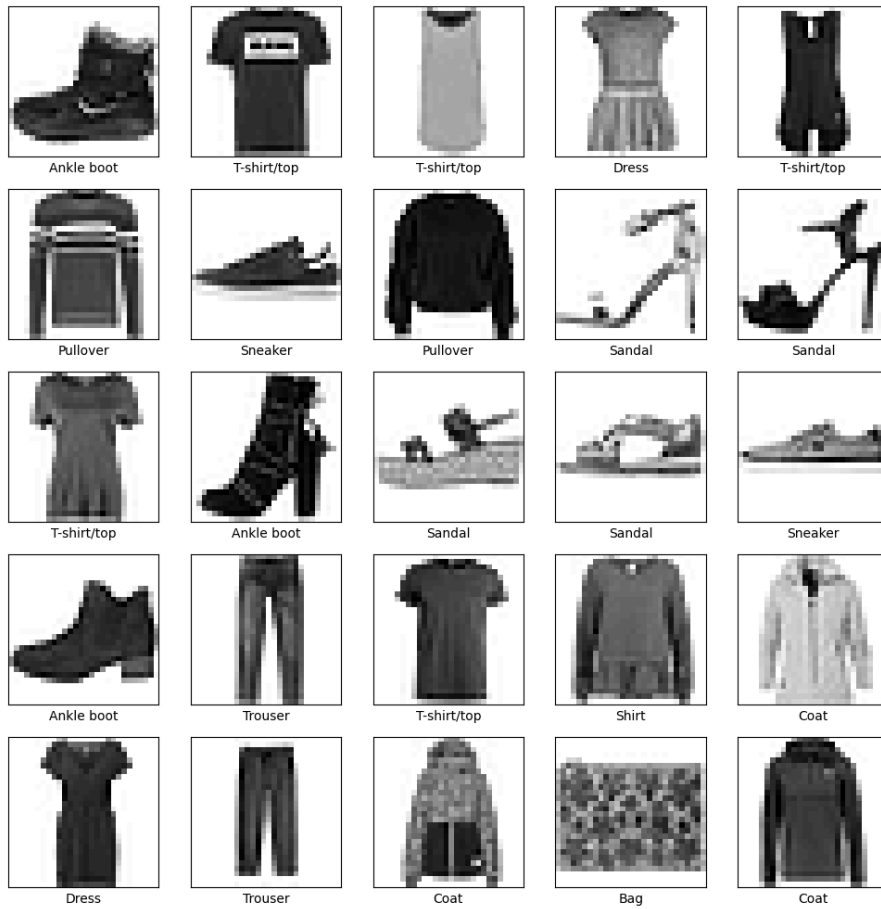 Ankle boot T-shirt/top T-shirt/top Dress T-shirt/top
Pullover Sneaker Pullover Sandal Sandal
T-shirt/top Ankle boot Sandal Sandal Sneaker
Ankle boot Trouser T-shirt/top Shirt Coat
Dress Trouser Coat Bag Coat